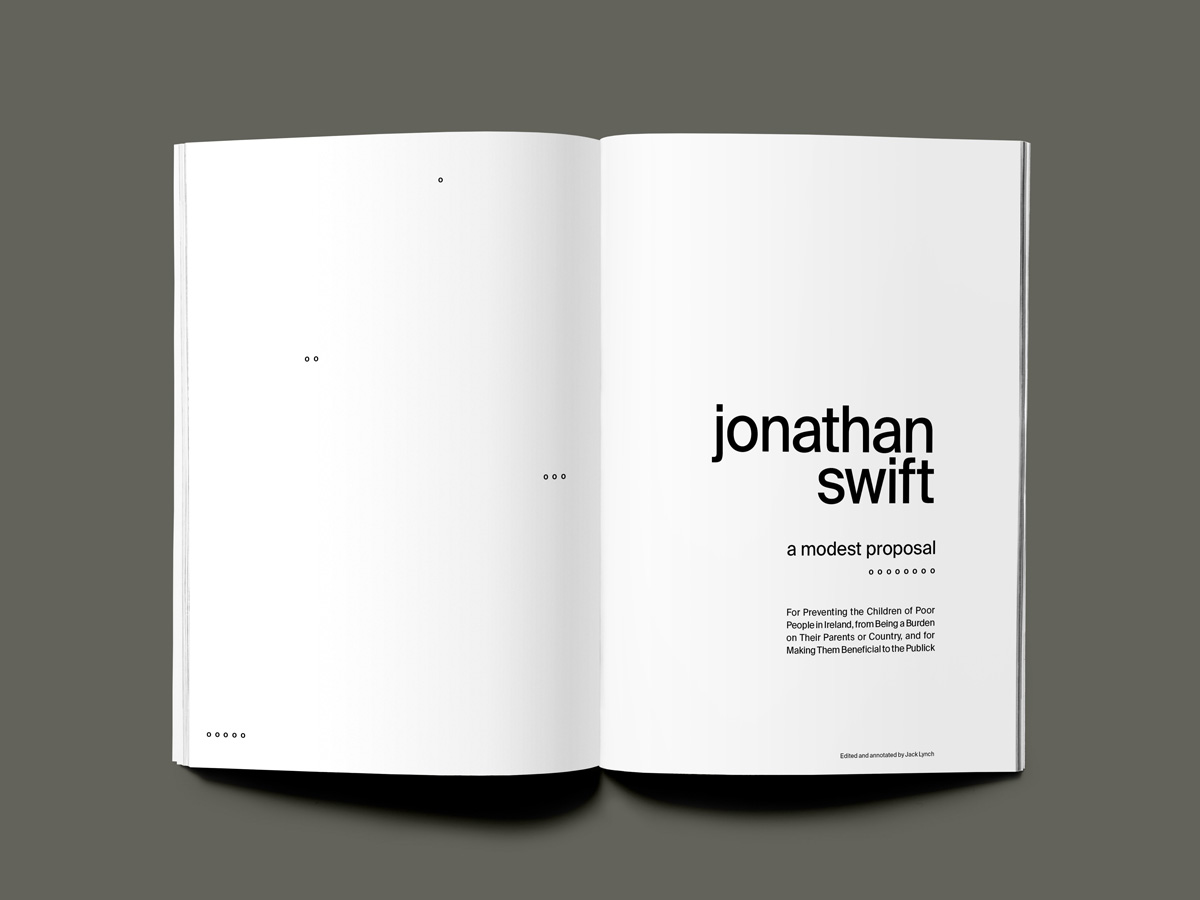 o
o o
o o o
o o o o o
jonathan
swift
a modest proposal
o o o o o o o o
For Preventing the Children of Poor
People in Ireland, from Being a Burden
on Their Parents or Country, and for
Making Them Beneficial to the Publick
Edited and annotated by Jack Lynch